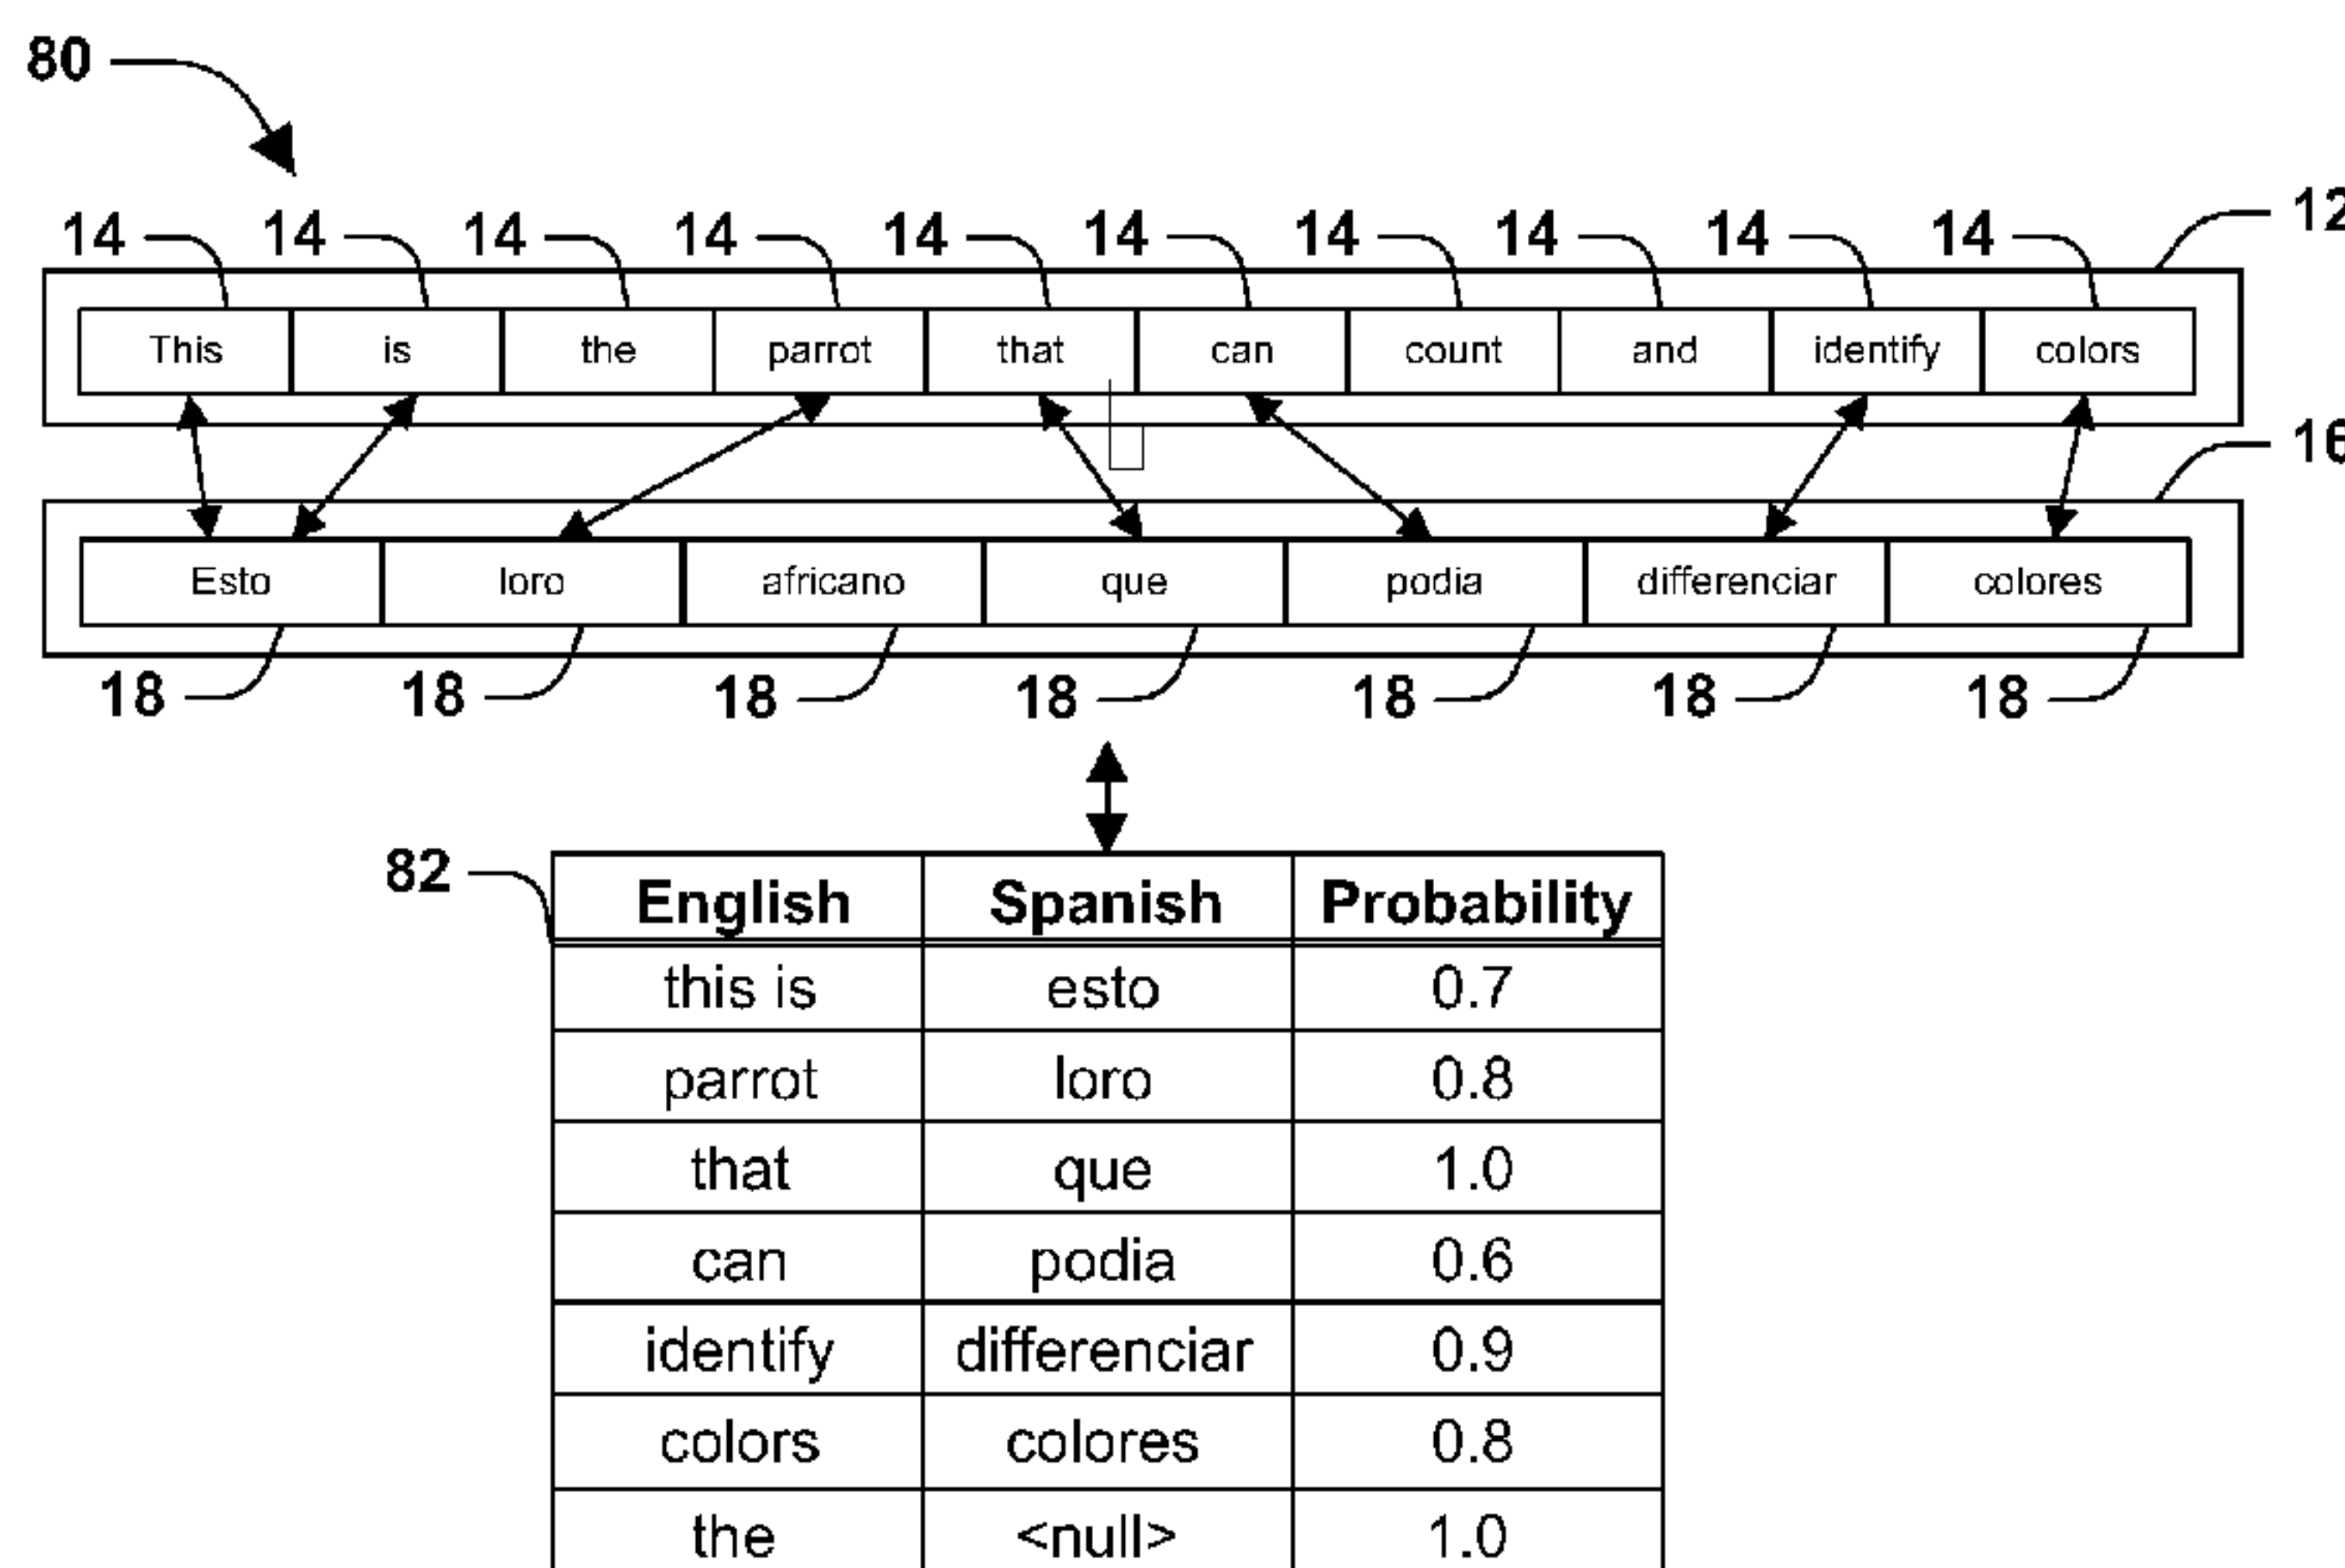 80
12
14 14 14 14 14 14 14 14 14 14
This is the parrot that can count and identify colors
16
Esto loro africano que podia differenciar colores
18 18 18 18 18 18 18
82
English Spanish Probability
this is esto 0.7
parrot loro 0.8
that que 1.0
can podia 0.6
identify differenciar 0.9
colors colores 0.8
the <null> 1.0